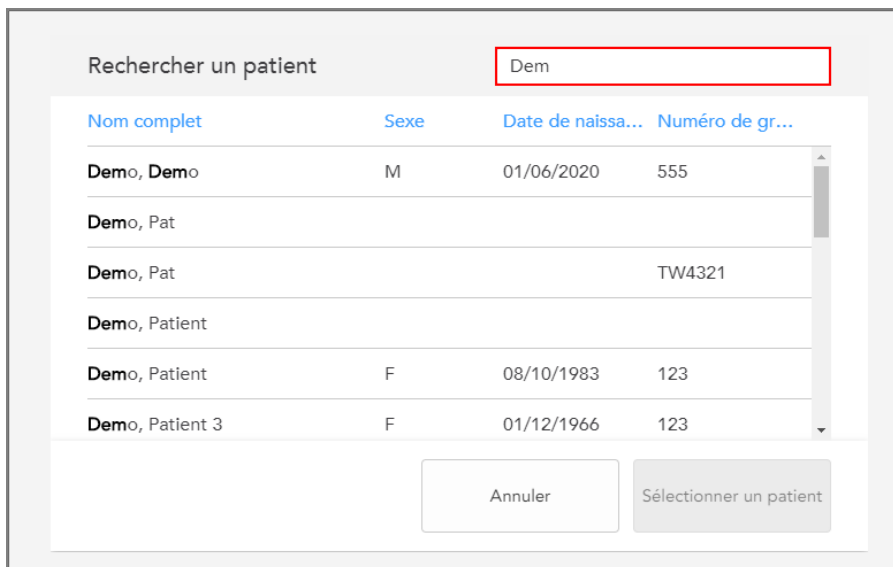 Rechercher un patient Dem
Nom complet Sexe Date de naissa... Numéro de gr...
Demo, Demo M 01/06/2020 555
Demo, Pat
Demo, Pat TW4321
Demo, Patient
Demo, Patient F 08/10/1983 123
Demo, Patient 3 F 01/12/1966 123
Annuler Sélectionner un patient